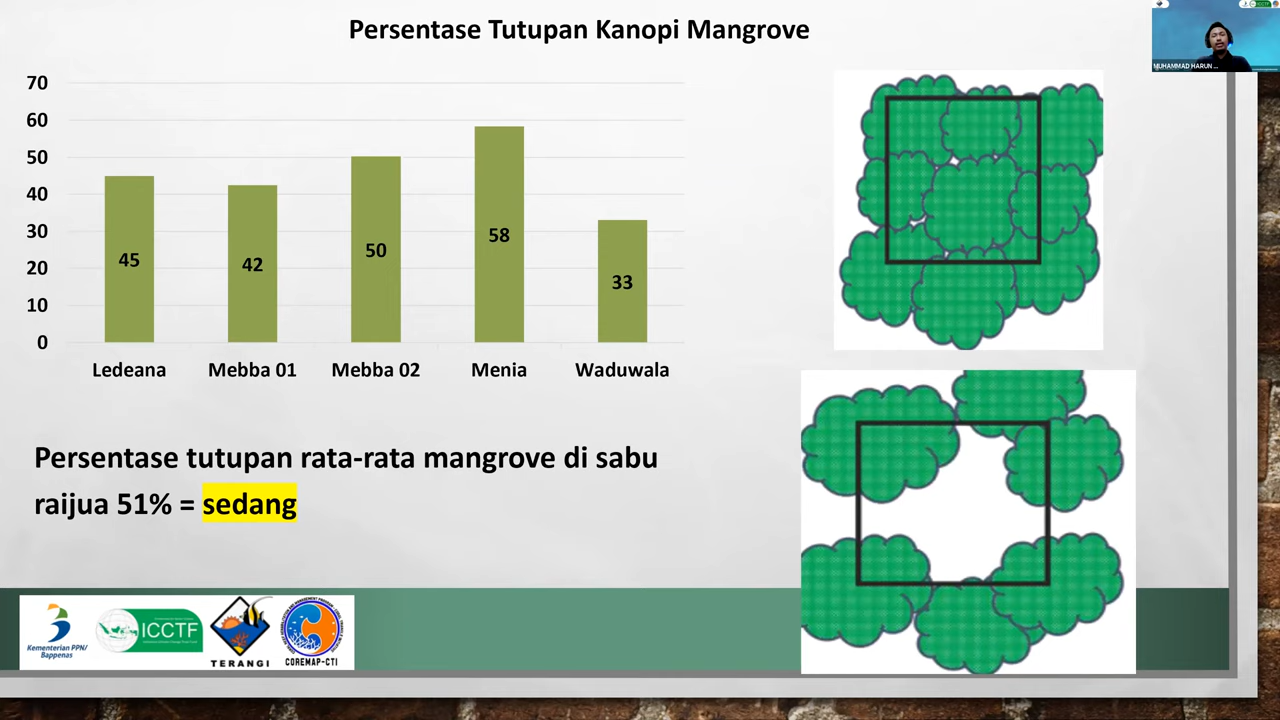 Persentase Tutupan Kanopi Mangrove
MUHAMMAD HARUN ...
70
60
50
40
30
20
10
0
45
42
50
58
33
Ledeana
Mebba 01
Mebba 02
Menia
Waduwala
Persentase tutupan rata-rata mangrove di sabu
raijua 51% = sedang
Kementerian PPN/
Bappenas
ICCTF
TERANGI
COREMAP-CTI